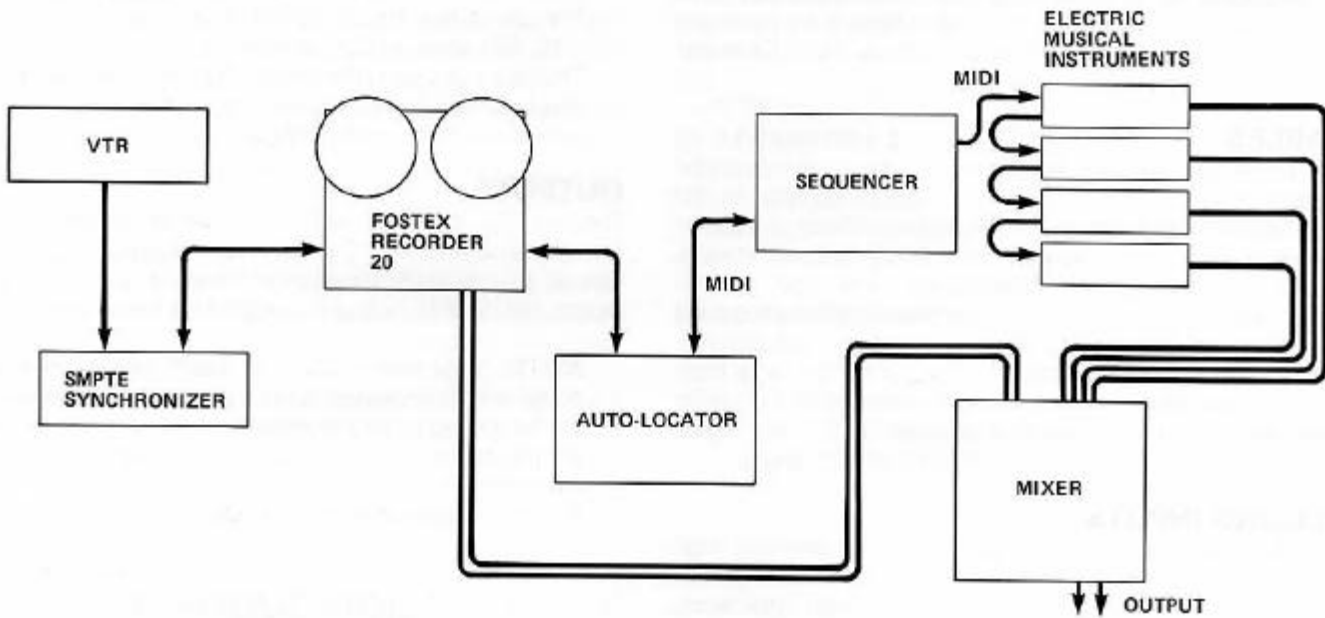 ELECTRIC
MUSICAL
INSTRUMENTS
MIDI
VTR
SEQUENCER
FOSTEX
RECORDER
20
MIDI
SMPTE
SYNCHRONIZER
AUTO-LOCATOR
MIXER
OUTPUT